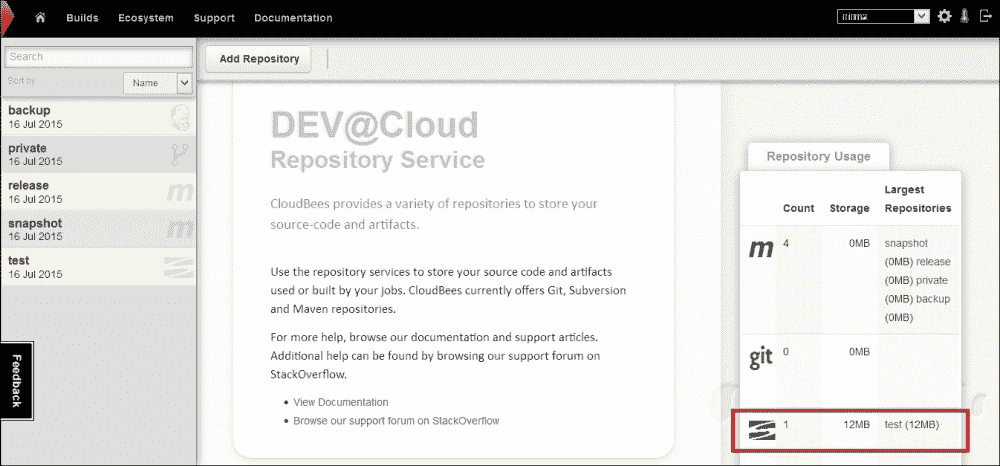 Builds Ecosystem Support Documentation
Search
Sort by Name
backup
16 Jul 2015
private
16 Jul 2015
release
16 Jul 2015
snapshot
16 Jul 2015
test
16 Jul 2015
Feedback
Add Repository
DEV@Cloud
Repository Service
CloudBees provides a variety of repositories to store your
source-code and artifacts.
Use the repository services to store your source code and artifacts
used or built by your jobs. CloudBees currently offers Git, Subversion
and Maven repositories.
For more help, browse our documentation and support articles.
Additional help can be found by browsing our support forum on
StackOverflow.
View Documentation
Browse our support forum on StackOverflow
Repository Usage
Largest
Count Storage Repositories
m 4 0MB snapshot
(0MB) release
(0MB) private
(0MB) backup
(0MB)
git 0 0MB
1 12MB test (12MB)